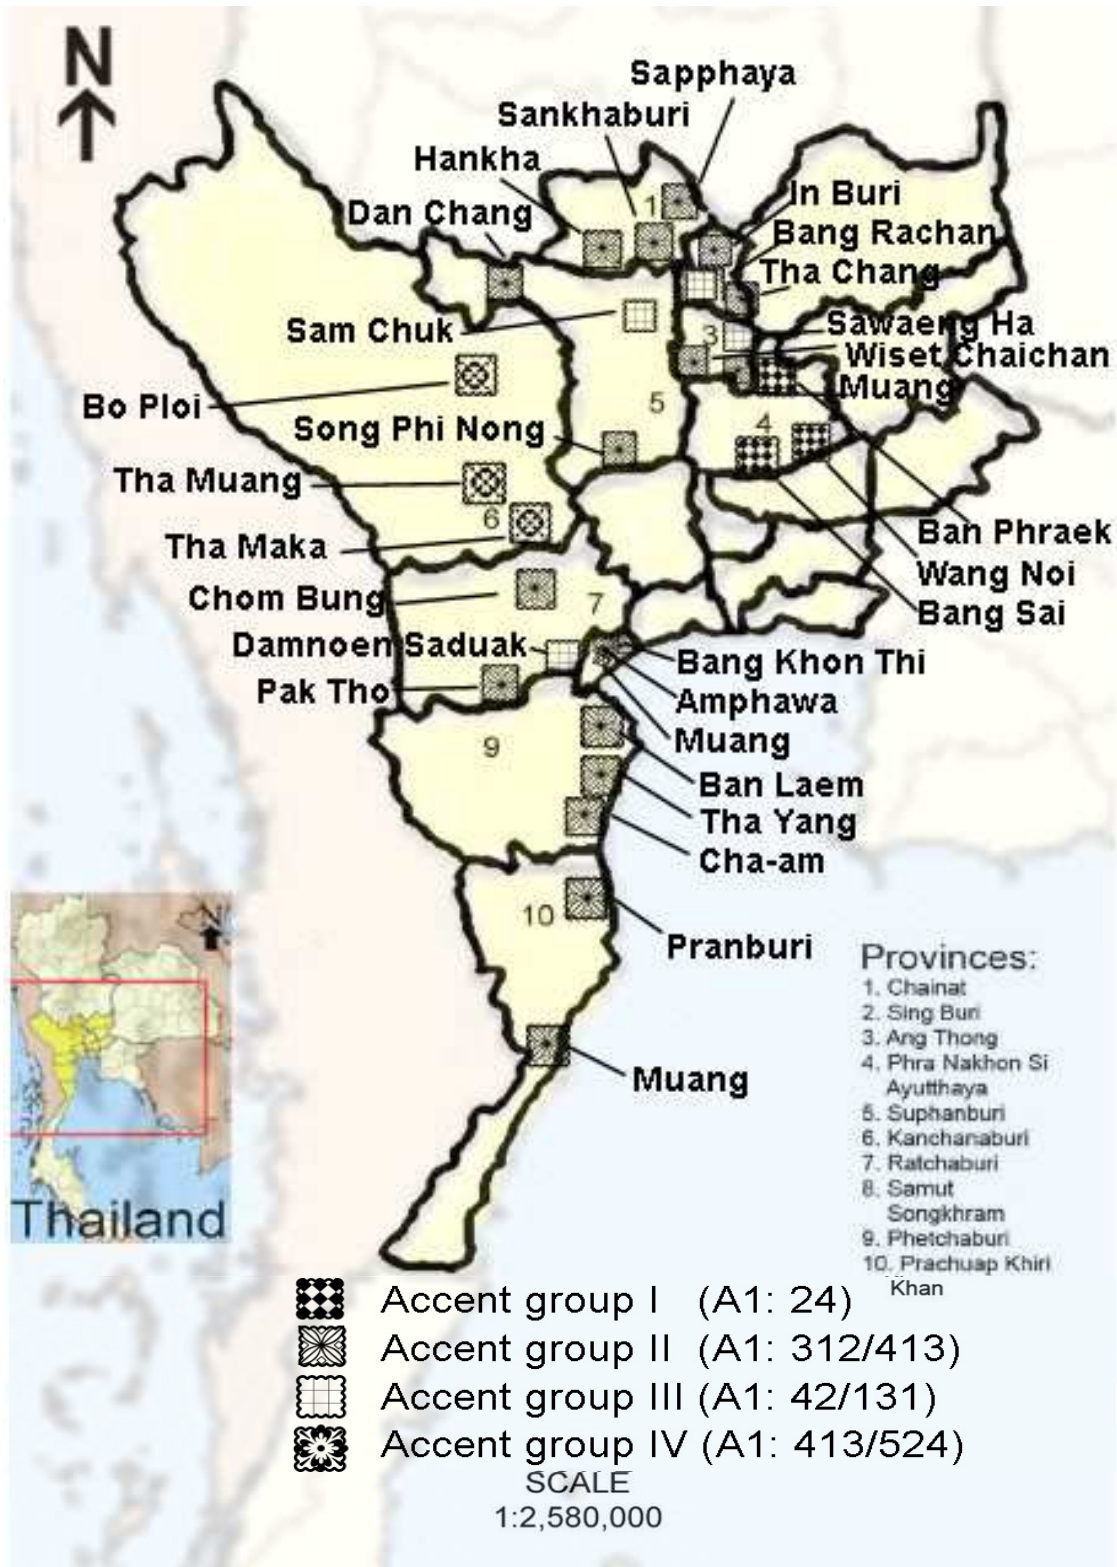 N
Sapphaya
Sankhaburi
Hankha
Dan Chang
1
In Buri
Bang Rachan
Tha Chang
Sam Chuk
3
Sawaeng Ha
Wiset Chaichan
Muang
Bo Ploi
5
4
Song Phi Nong
Tha Muang
6
Tha Maka
Ban Phraek
Wang Noi
Bang Sai
Chom Bung
7
Damnoen Saduak
Pak Tho
Bang Khon Thi
Amphawa
Muang
9
Ban Laem
Tha Yang
Cha-am
10
Pranburi
Muang
N
Thailand
Provinces:
1. Chainat
2. Sing Buri
3. Ang Thong
4. Phra Nakhon Si
Ayutthaya
5. Suphanburi
6. Kanchanaburi
7. Ratchaburi
8. Samut
Songkhram
9. Phetchaburi
10. Prachuap Khiri
Khan
Accent group I (A1: 24)
Accent group II (A1: 312/413)
Accent group III (A1: 42/131)
Accent group IV (A1: 413/524)
SCALE
1:2,580,000